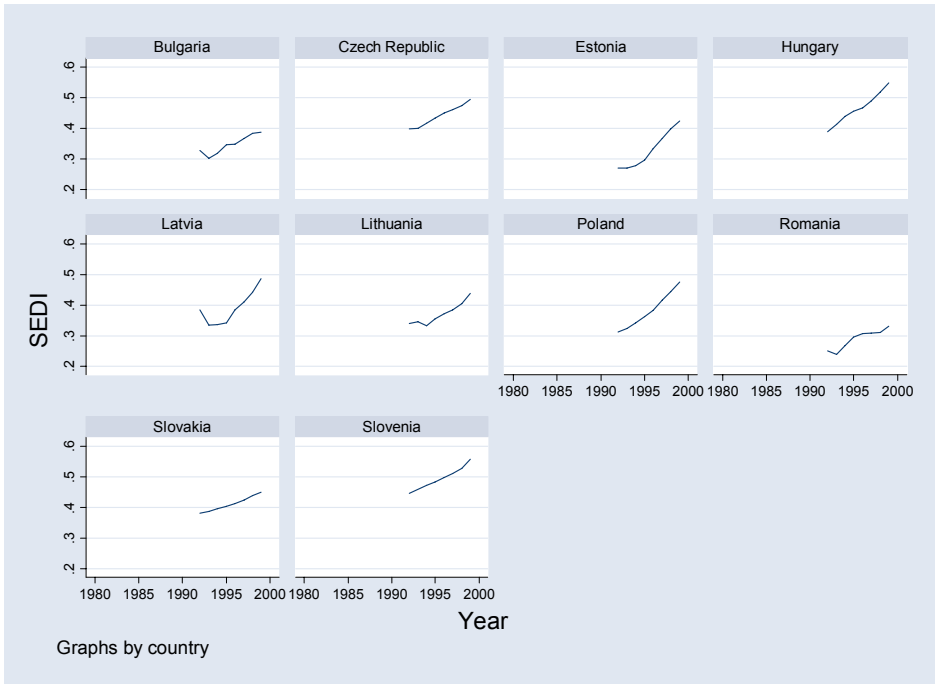 Bulgaria Czech Republic Estonia Hungary
.6
.5
.4
.3
.2
Latvia Lithuania Poland Romania
.6
.5
.4
.3
.2
1980 1985 1990 1995 2000 1980 1985 1990 1995 2000
Slovakia Slovenia
.6
.5
.4
.3
.2
1980 1985 1990 1995 2000 1980 1985 1990 1995 2000
SEDI
Year
Graphs by country